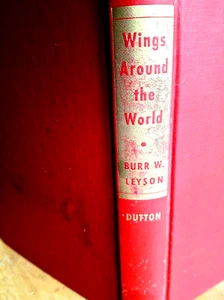 Wings
Around
the
World
•
BURR W.
LEYSON
DUTTON